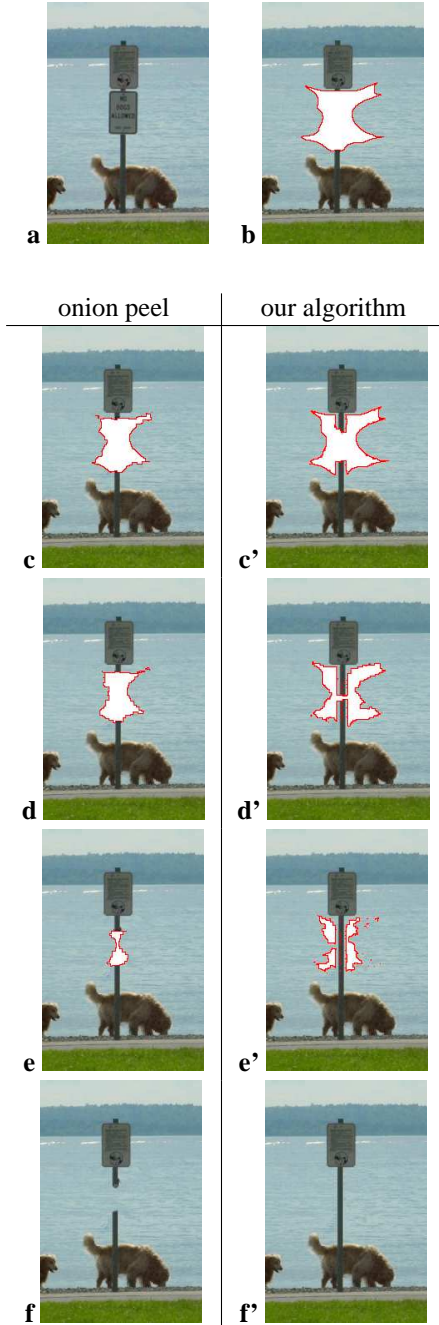 NO
DOGS
ALLOWED
a b
onion peel our algorithm
c c’
d d’
e e’
f f’